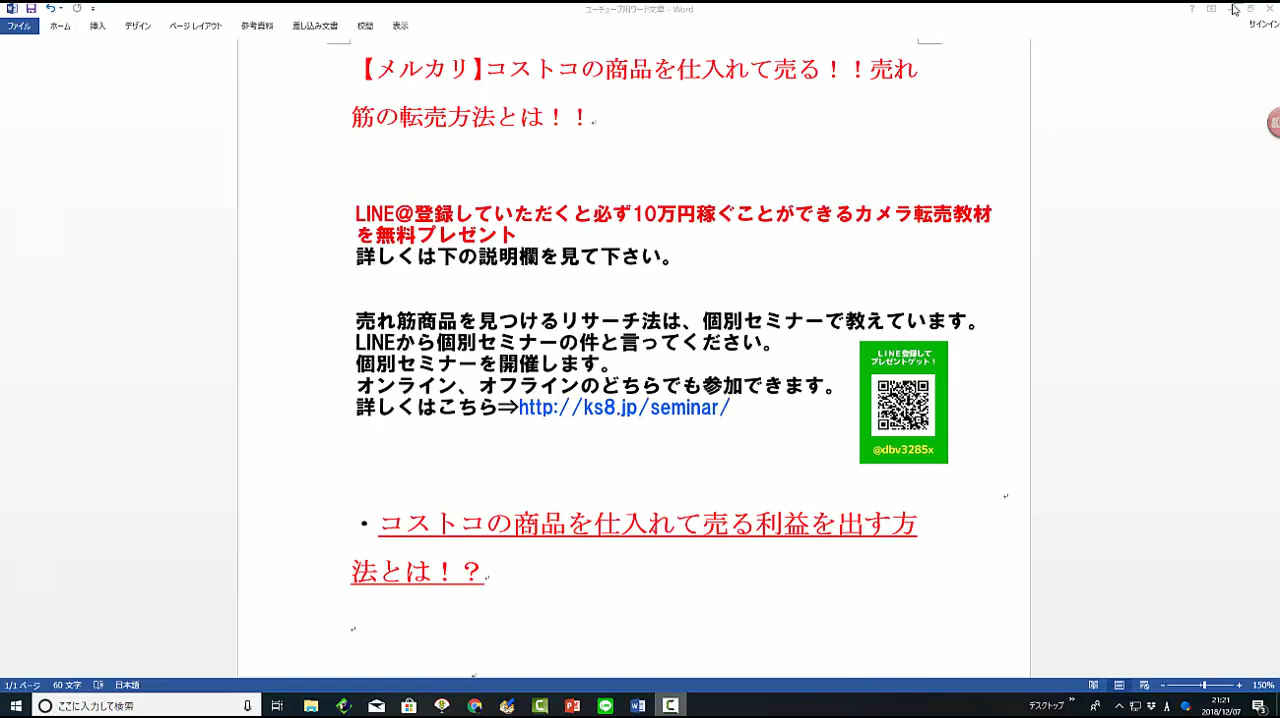 ユーチューブ用ワード文章 - Word
サインイン
ファイル ホーム 挿入 デザイン ページ レイアウト 参考資料 差し込み文書 校閲 表示
【メルカリ】コストコの商品を仕入れて売る！！売れ
筋の転売方法とは！！
LINE@登録していただくと必ず10万円稼ぐことができるカメラ転売教材
を無料プレゼント
詳しくは下の説明欄を見て下さい。
売れ筋商品を見つけるリサーチ法は、個別セミナーで教えています。
LINEから個別セミナーの件と言ってください。
個別セミナーを開催します。
オンライン、オフラインのどちらでも参加できます。
詳しくはこちら⇒http://ks8.jp/seminar/
LINE登録して
プレゼントゲット！
@dbv3285x
・コストコの商品を仕入れて売る利益を出す方
法とは！？
1/1 ページ 60 文字 日本語
150%
ここに入力して検索
デスクトップ
21:21
2018/12/07